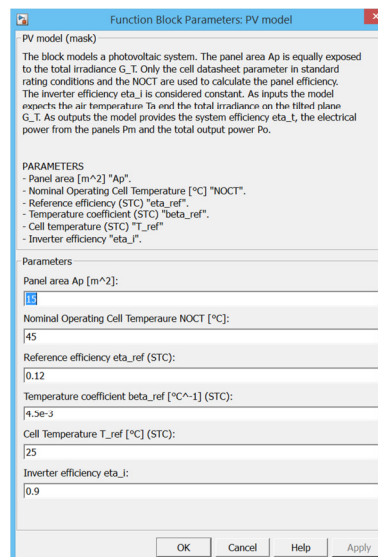 Function Block Parameters: PV model
PV model (mask)
The block models a photovoltaic system. The panel area Ap is equally exposed
to the total irradiance G_T. Only the cell datasheet parameter in standard
rating conditions and the NOCT are used to calculate the panel efficiency.
The inverter efficiency eta_i is considered constant. As inputs the model
expects the air temperature Ta end the total irradiance on the tilted plane
G_T. As outputs the model provides the system efficiency eta_t, the electrical
power from the panels Pm and the total output power Po.
PARAMETERS
- Panel area [m^2] "Ap".
- Nominal Operating Cell Temperature [°C] "NOCT".
- Reference efficiency (STC) "eta_ref".
- Temperature coefficient (STC) "beta_ref".
- Cell temperature (STC) "T_ref"
- Inverter efficiency "eta_i".
Parameters
Panel area Ap [m^2]:
15
Nominal Operating Cell Temperaure NOCT [°C]:
45
Reference efficiency eta_ref (STC):
0.12
Temperature coefficient beta_ref [°C^-1] (STC):
4.5e-3
Cell Temperature T_ref [°C] (STC):
25
Inverter efficiency eta_i:
0.9
OK Cancel Help Apply